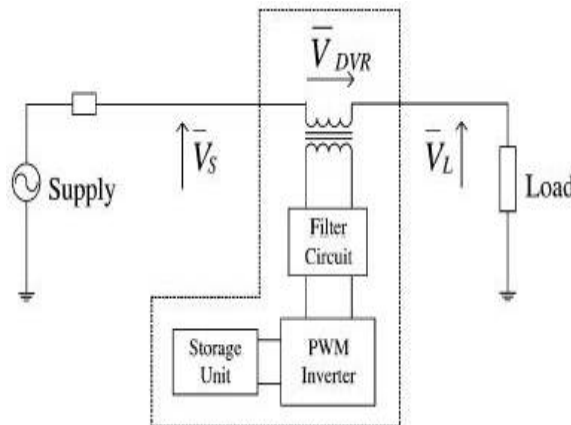 V̅ DVR
V̅S
V̅L
Supply
Load
Filter
Circuit
Storage
Unit
PWM
Inverter